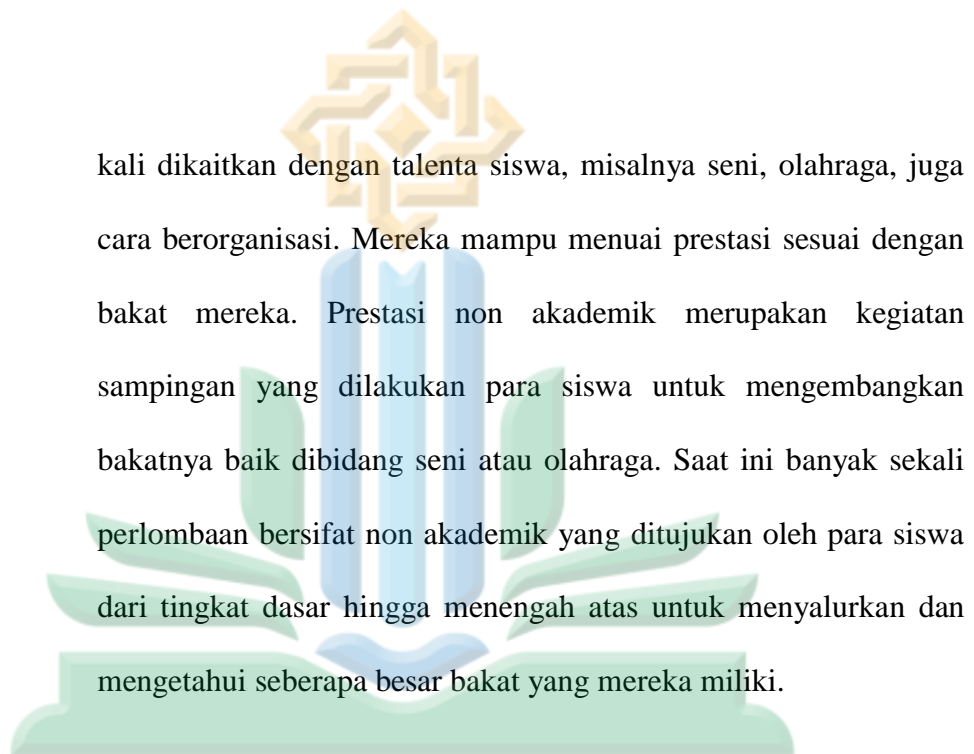 kali dikaitkan dengan talenta siswa, misalnya seni, olahraga, juga
cara berorganisasi. Mereka mampu menuai prestasi sesuai dengan
bakat mereka. Prestasi non akademik merupakan kegiatan
sampingan yang dilakukan para siswa untuk mengembangkan
bakatnya baik dibidang seni atau olahraga. Saat ini banyak sekali
perlombaan bersifat non akademik yang ditujukan oleh para siswa
dari tingkat dasar hingga menengah atas untuk menyalurkan dan
mengetahui seberapa besar bakat yang mereka miliki.